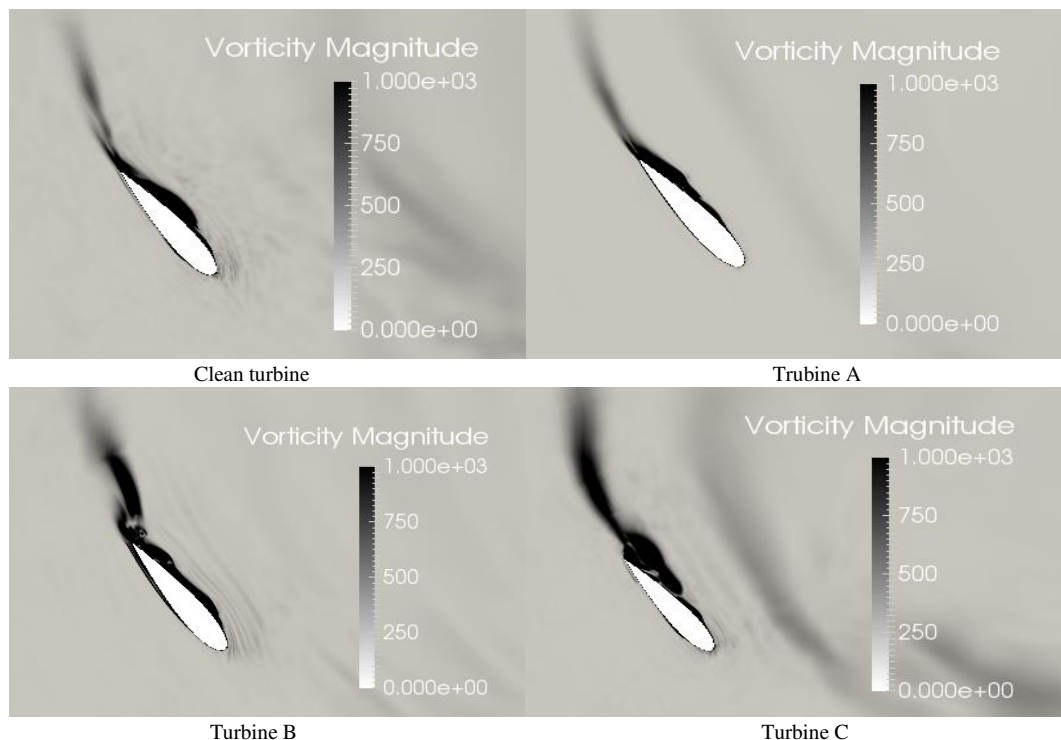 Vorticity Magnitude
1.000e+03
750
500
250
0.000e+00
Clean turbine
Vorticity Magnitude
1.000e+03
750
500
250
0.000e+00
Trubine A
Vorticity Magnitude
1.000e+03
750
500
250
0.000e+00
Turbine B
Vorticity Magnitude
1.000e+03
750
500
250
0.000e+00
Turbine C